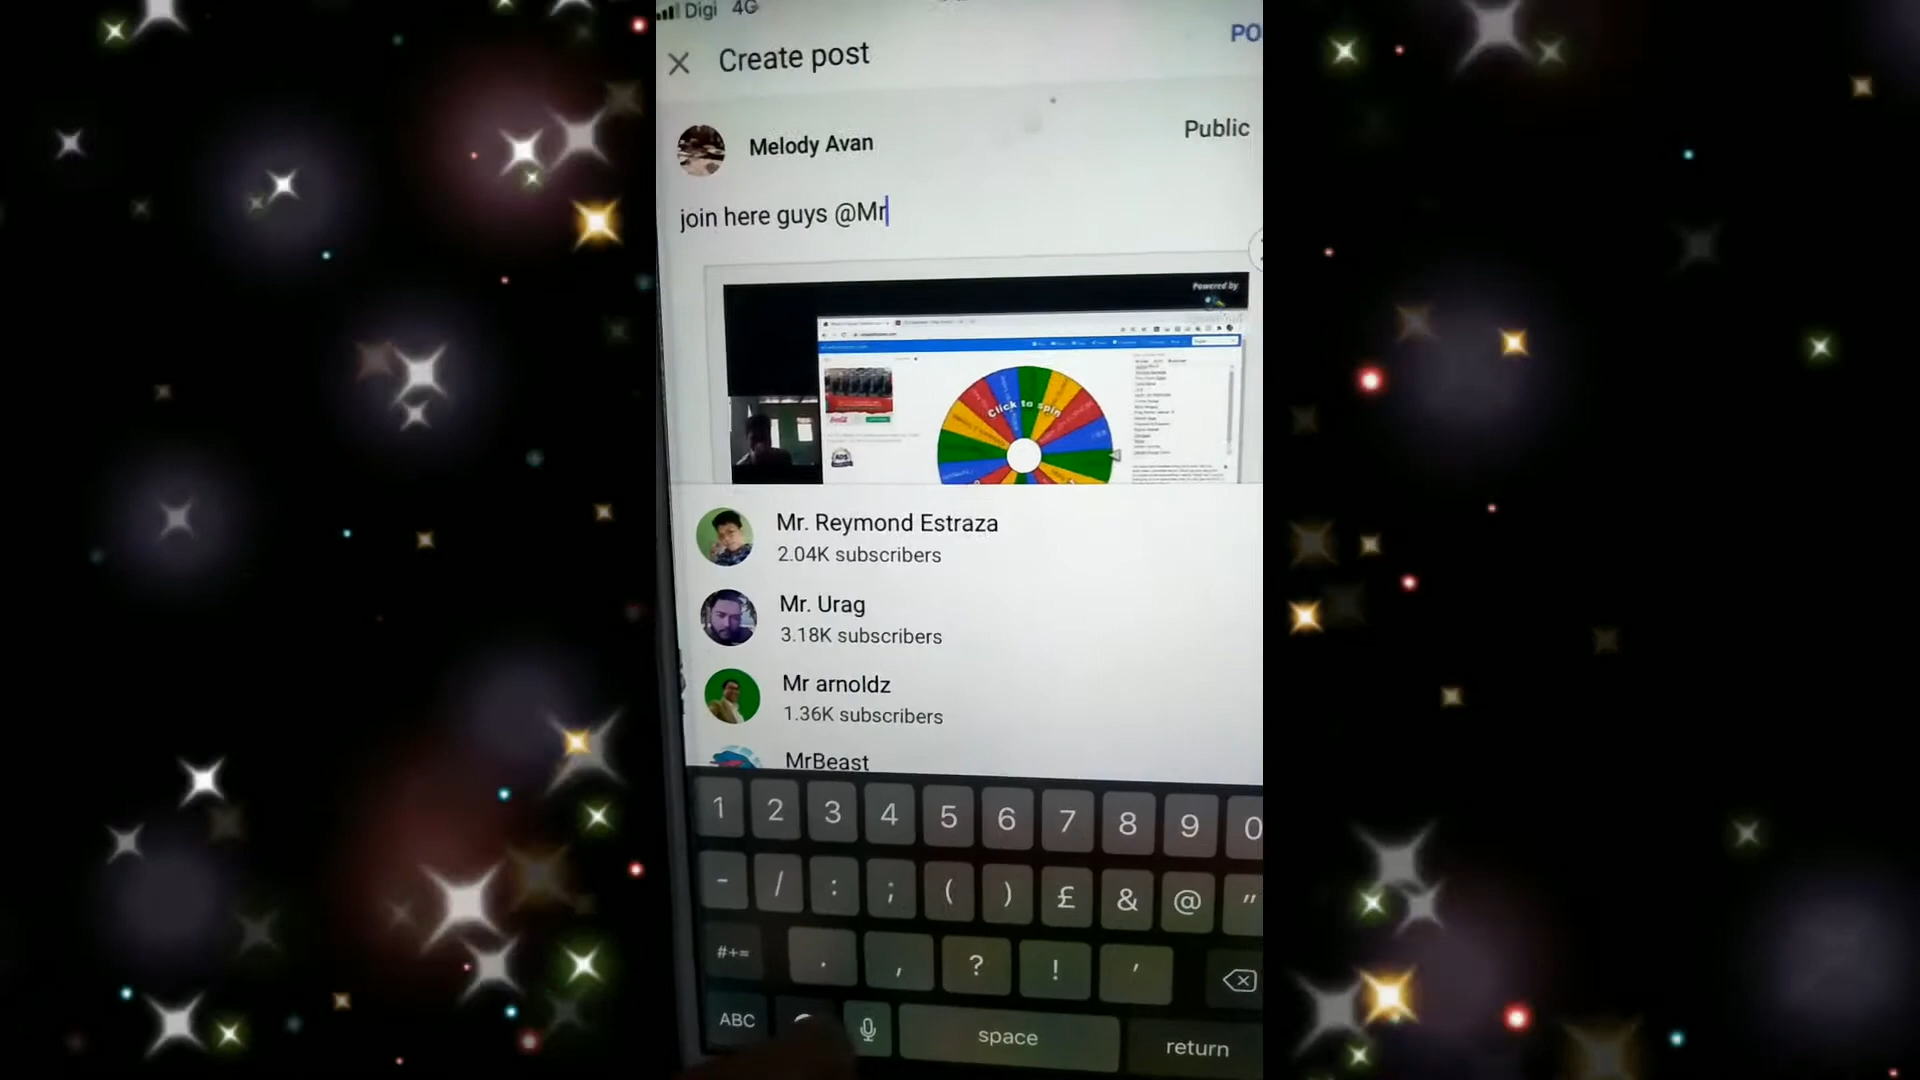 Digi 4G
Create post
PO
Melody Avan
Public
join here guys @Mr
Powered by
Click to spin
Mr. Reymond Estraza
2.04K subscribers
Mr. Urag
3.18K subscribers
Mr arnoldz
1.36K subscribers
MrBeast
1 2 3 4 5 6 7 8 9 0
- / : ; ( ) £ & @ "
#+= . , ? ! '
ABC space return